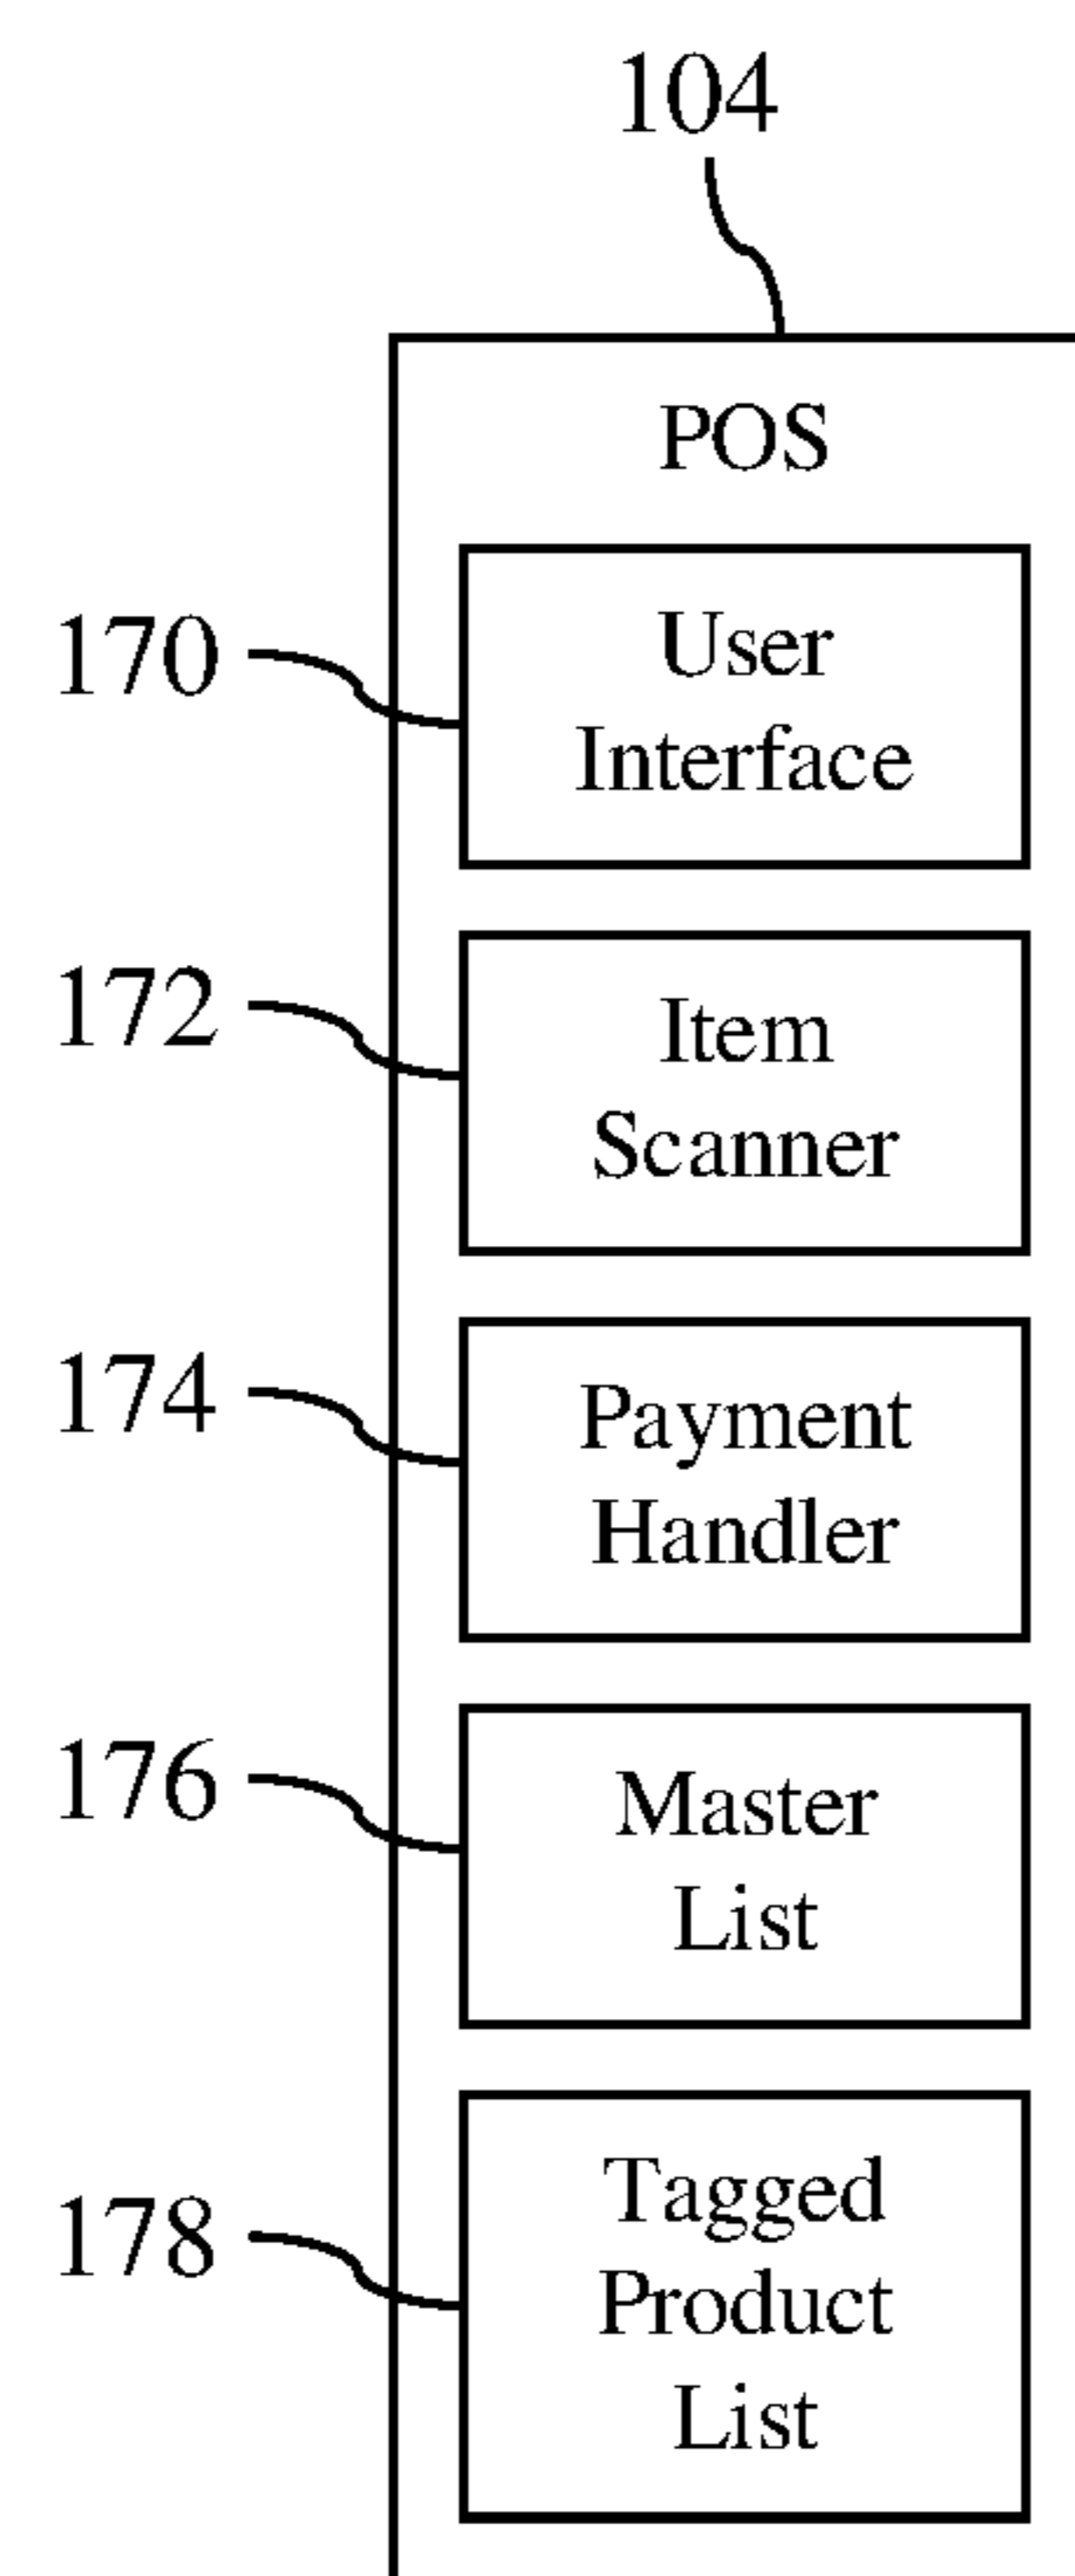 104
POS
170
User
Interface
172
Item
Scanner
174
Payment
Handler
176
Master
List
178
Tagged
Product
List